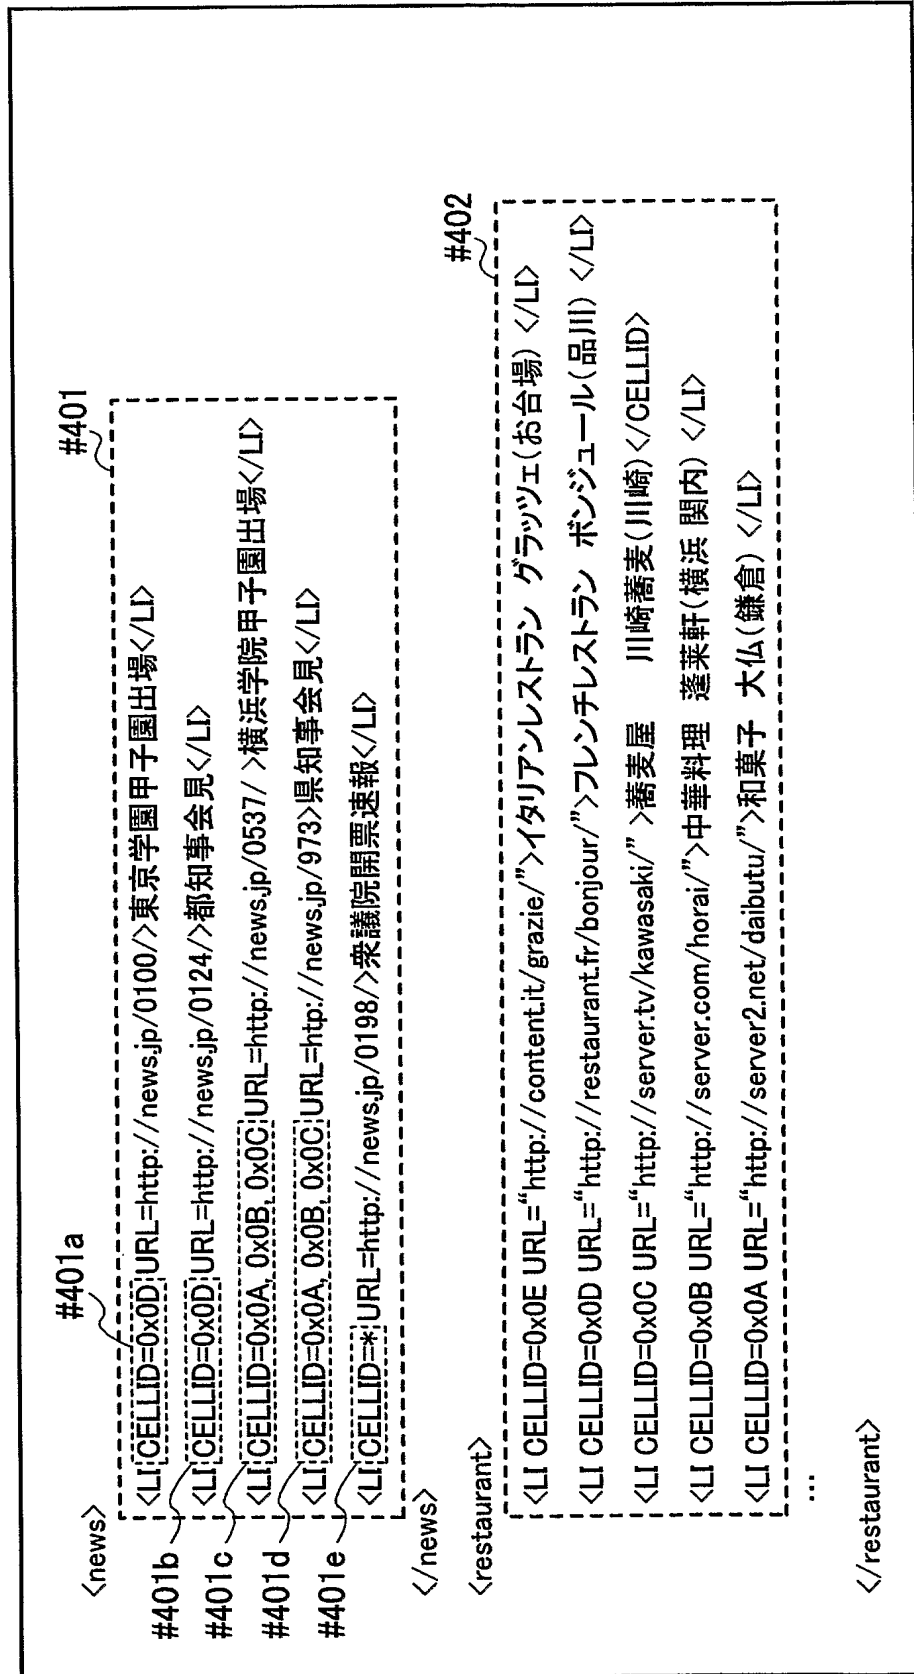 <news>
#401a
#401
<LI CELLID=0x0D URL=http://news.jp/0100/>東京学園甲子園出場</LI>
#401b
<LI CELLID=0x0D URL=http://news.jp/0124/>都知事会見</LI>
#401c
<LI CELLID=0x0A, 0x0B, 0x0C URL=http://news.jp/0537/ >横浜学院甲子園出場</LI>
#401d
<LI CELLID=0x0A, 0x0B, 0x0C URL=http://news.jp/973>県知事会見</LI>
#401e
<LI CELLID=* URL=http://news.jp/0198/>衆議院開票速報</LI>
</news>
<restaurant>
#402
<LI CELLID=0x0E URL=“http://content.it/grazie/”>イタリアンレストラン グラッツェ(お台場) </LI>
<LI CELLID=0x0D URL=“http://restaurant.fr/bonjour/”>フレンチレストラン ボンジュール(品川) </LI>
<LI CELLID=0x0C URL=“http://server.tv/kawasaki/” >蕎麦屋 川崎蕎麦(川崎)</CELLID>
<LI CELLID=0x0B URL=“http://server.com/horai/”>中華料理 蓬莱軒(横浜 関内) </LI>
<LI CELLID=0x0A URL=“http://server2.net/daibutu/”>和菓子 大仏(鎌倉) </LI>
...
</restaurant>